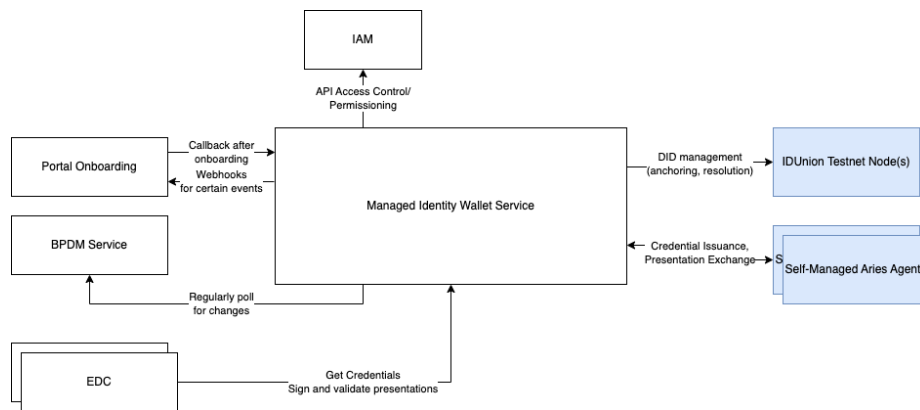 IAM
API Access Control/
Permissioning
Portal Onboarding
Callback after
onboarding
Webhooks
for certain events
Managed Identity Wallet Service
DID management
(anchoring, resolution)
IDUnion Testnet Node(s)
BPDM Service
Credential Issuance,
Presentation Exchange
S
Self-Managed Aries Agent
Regularly poll
for changes
EDC
Get Credentials
Sign and validate presentations